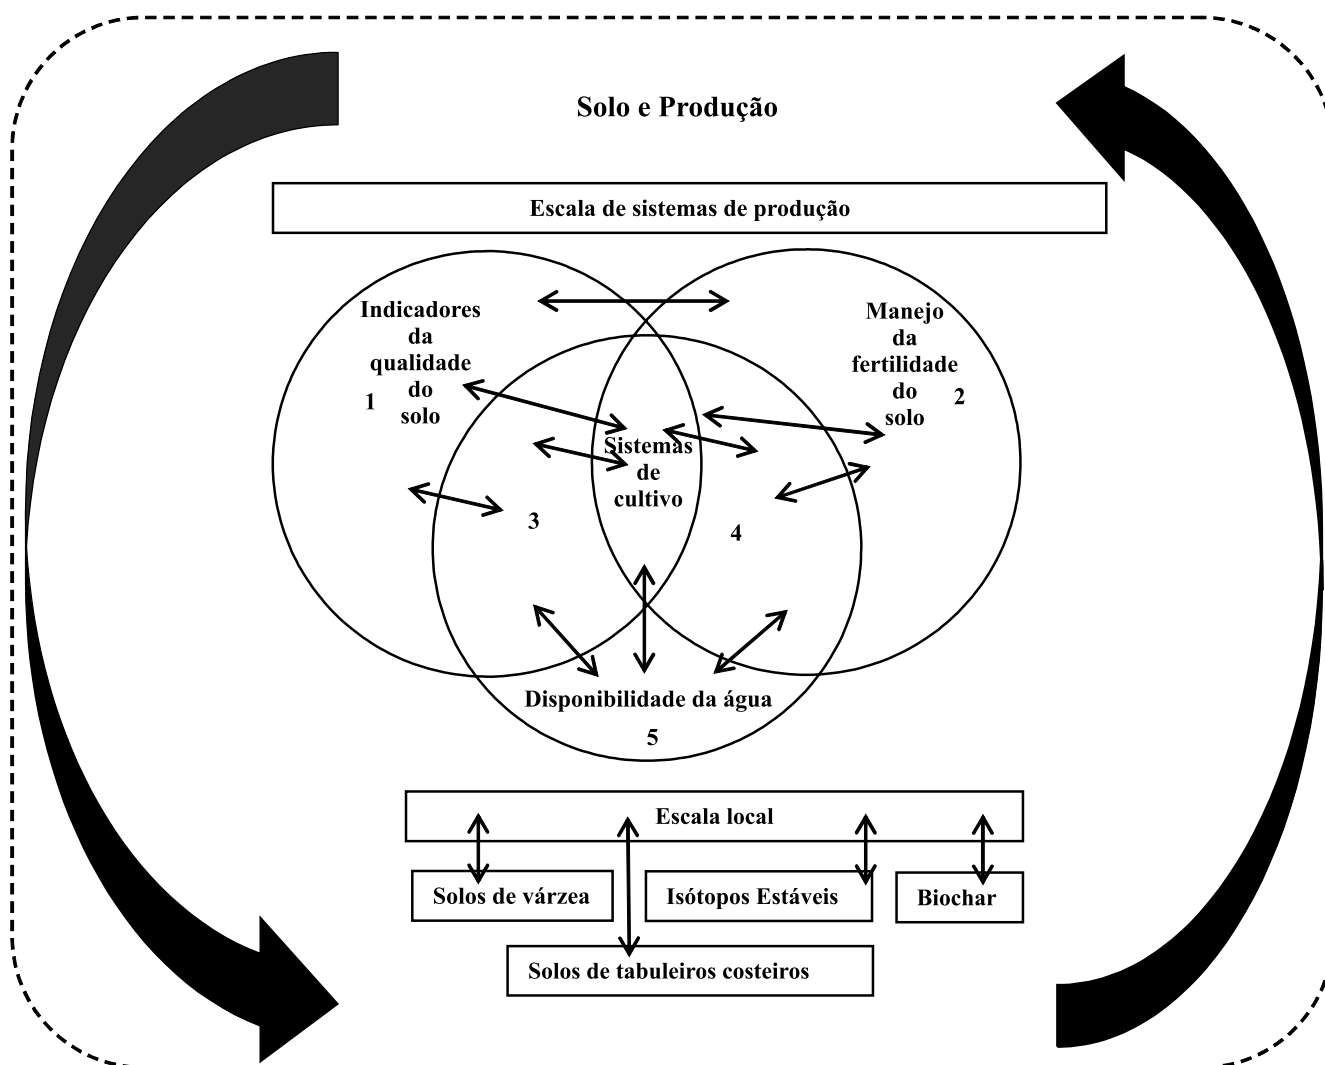 Solo e Produção
Escala de sistemas de produção
Indicadores
da
qualidade
do
solo
1
Manejo
da
fertilidade
do
solo
2
Sistemas
de
cultivo
3
4
Disponibilidade da água
5
Escala local
Solos de várzea
Isótopos Estáveis
Biochar
Solos de tabuleiros costeiros